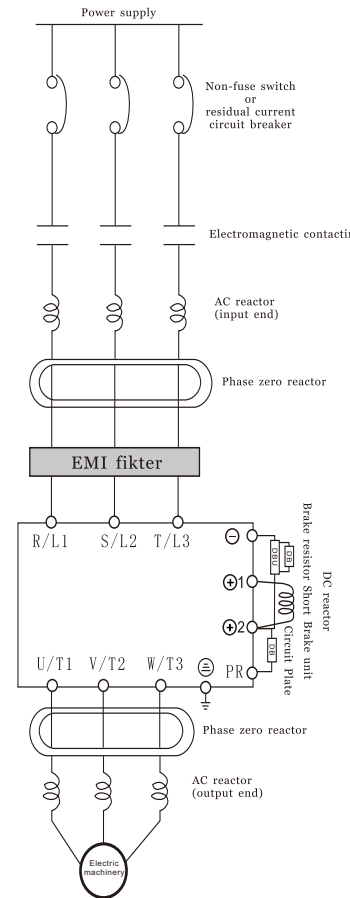 Power supply
Non-fuse switch
or
residual current
circuit breaker
Electromagnetic contacti
AC reactor
(input end)
Phase zero reactor
EMI fikter
R/L1 S/L2 T/L3
−
DBU
DB
+1
+2
DB
PR
Brake resistor Short Brake unit
Circuit Plate
DC reactor
U/T1 V/T2 W/T3
Phase zero reactor
AC reactor
(output end)
Electric
machinery